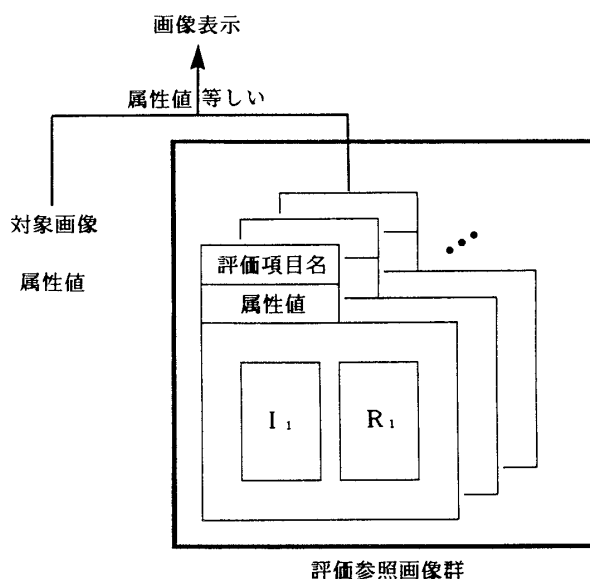 画像表示
属性値 等しい
対象画像
属性値
評価項目名
属性値
I₁
R₁
評価参照画像群